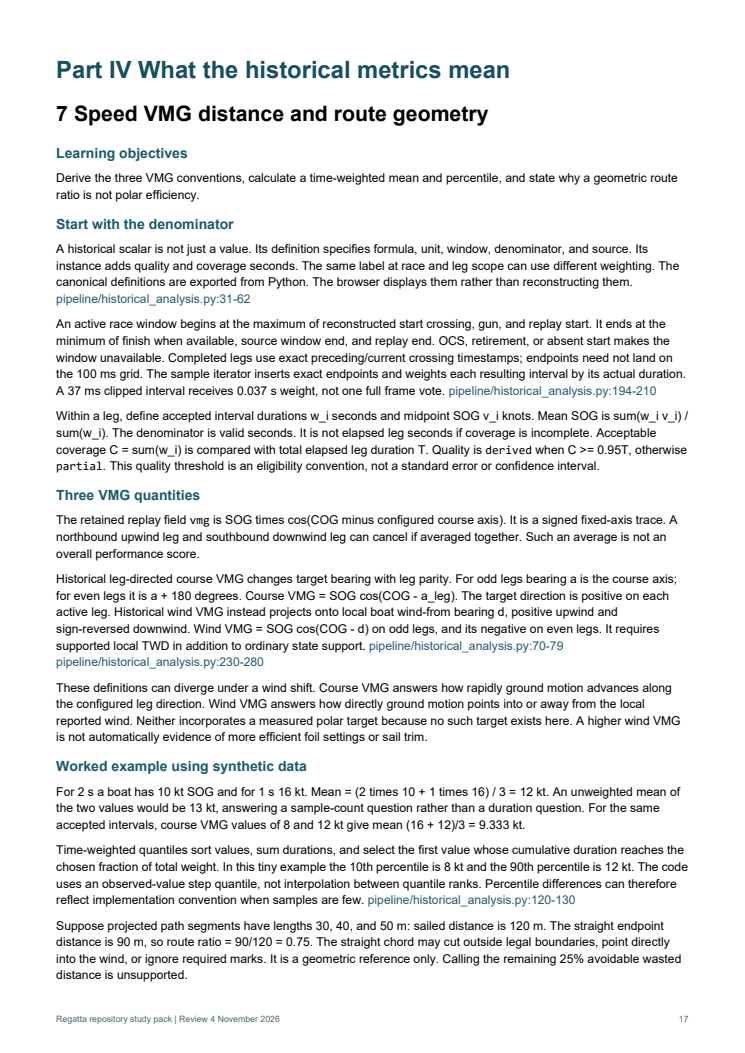 Part IV What the historical metrics mean
7 Speed VMG distance and route geometry
Learning objectives
Derive the three VMG conventions, calculate a time-weighted mean and percentile, and state why a geometric route
ratio is not polar efficiency.
Start with the denominator
A historical scalar is not just a value. Its definition specifies formula, unit, window, denominator, and source. Its
instance adds quality and coverage seconds. The same label at race and leg scope can use different weighting. The
canonical definitions are exported from Python. The browser displays them rather than reconstructing them.
pipeline/historical_analysis.py:31-62
An active race window begins at the maximum of reconstructed start crossing, gun, and replay start. It ends at the
minimum of finish when available, source window end, and replay end. OCS, retirement, or absent start makes the
window unavailable. Completed legs use exact preceding/current crossing timestamps; endpoints need not land on
the 100 ms grid. The sample iterator inserts exact endpoints and weights each resulting interval by its actual duration.
A 37 ms clipped interval receives 0.037 s weight, not one full frame vote. pipeline/historical_analysis.py:194-210
Within a leg, define accepted interval durations w_i seconds and midpoint SOG v_i knots. Mean SOG is sum(w_i v_i) /
sum(w_i). The denominator is valid seconds. It is not elapsed leg seconds if coverage is incomplete. Acceptable
coverage C = sum(w_i) is compared with total elapsed leg duration T. Quality is derived when C >= 0.95T, otherwise
partial. This quality threshold is an eligibility convention, not a standard error or confidence interval.
Three VMG quantities
The retained replay field vmg is SOG times cos(COG minus configured course axis). It is a signed fixed-axis trace. A
northbound upwind leg and southbound downwind leg can cancel if averaged together. Such an average is not an
overall performance score.
Historical leg-directed course VMG changes target bearing with leg parity. For odd legs bearing a is the course axis;
for even legs it is a + 180 degrees. Course VMG = SOG cos(COG - a_leg). The target direction is positive on each
active leg. Historical wind VMG instead projects onto local boat wind-from bearing d, positive upwind and
sign-reversed downwind. Wind VMG = SOG cos(COG - d) on odd legs, and its negative on even legs. It requires
supported local TWD in addition to ordinary state support. pipeline/historical_analysis.py:70-79
pipeline/historical_analysis.py:230-280
These definitions can diverge under a wind shift. Course VMG answers how rapidly ground motion advances along
the configured leg direction. Wind VMG answers how directly ground motion points into or away from the local
reported wind. Neither incorporates a measured polar target because no such target exists here. A higher wind VMG
is not automatically evidence of more efficient foil settings or sail trim.
Worked example using synthetic data
For 2 s a boat has 10 kt SOG and for 1 s 16 kt. Mean = (2 times 10 + 1 times 16) / 3 = 12 kt. An unweighted mean of
the two values would be 13 kt, answering a sample-count question rather than a duration question. For the same
accepted intervals, course VMG values of 8 and 12 kt give mean (16 + 12)/3 = 9.333 kt.
Time-weighted quantiles sort values, sum durations, and select the first value whose cumulative duration reaches the
chosen fraction of total weight. In this tiny example the 10th percentile is 8 kt and the 90th percentile is 12 kt. The code
uses an observed-value step quantile, not interpolation between quantile ranks. Percentile differences can therefore
reflect implementation convention when samples are few. pipeline/historical_analysis.py:120-130
Suppose projected path segments have lengths 30, 40, and 50 m: sailed distance is 120 m. The straight endpoint
distance is 90 m, so route ratio = 90/120 = 0.75. The straight chord may cut outside legal boundaries, point directly
into the wind, or ignore required marks. It is a geometric reference only. Calling the remaining 25% avoidable wasted
distance is unsupported.
Regatta repository study pack | Review 4 November 2026
17